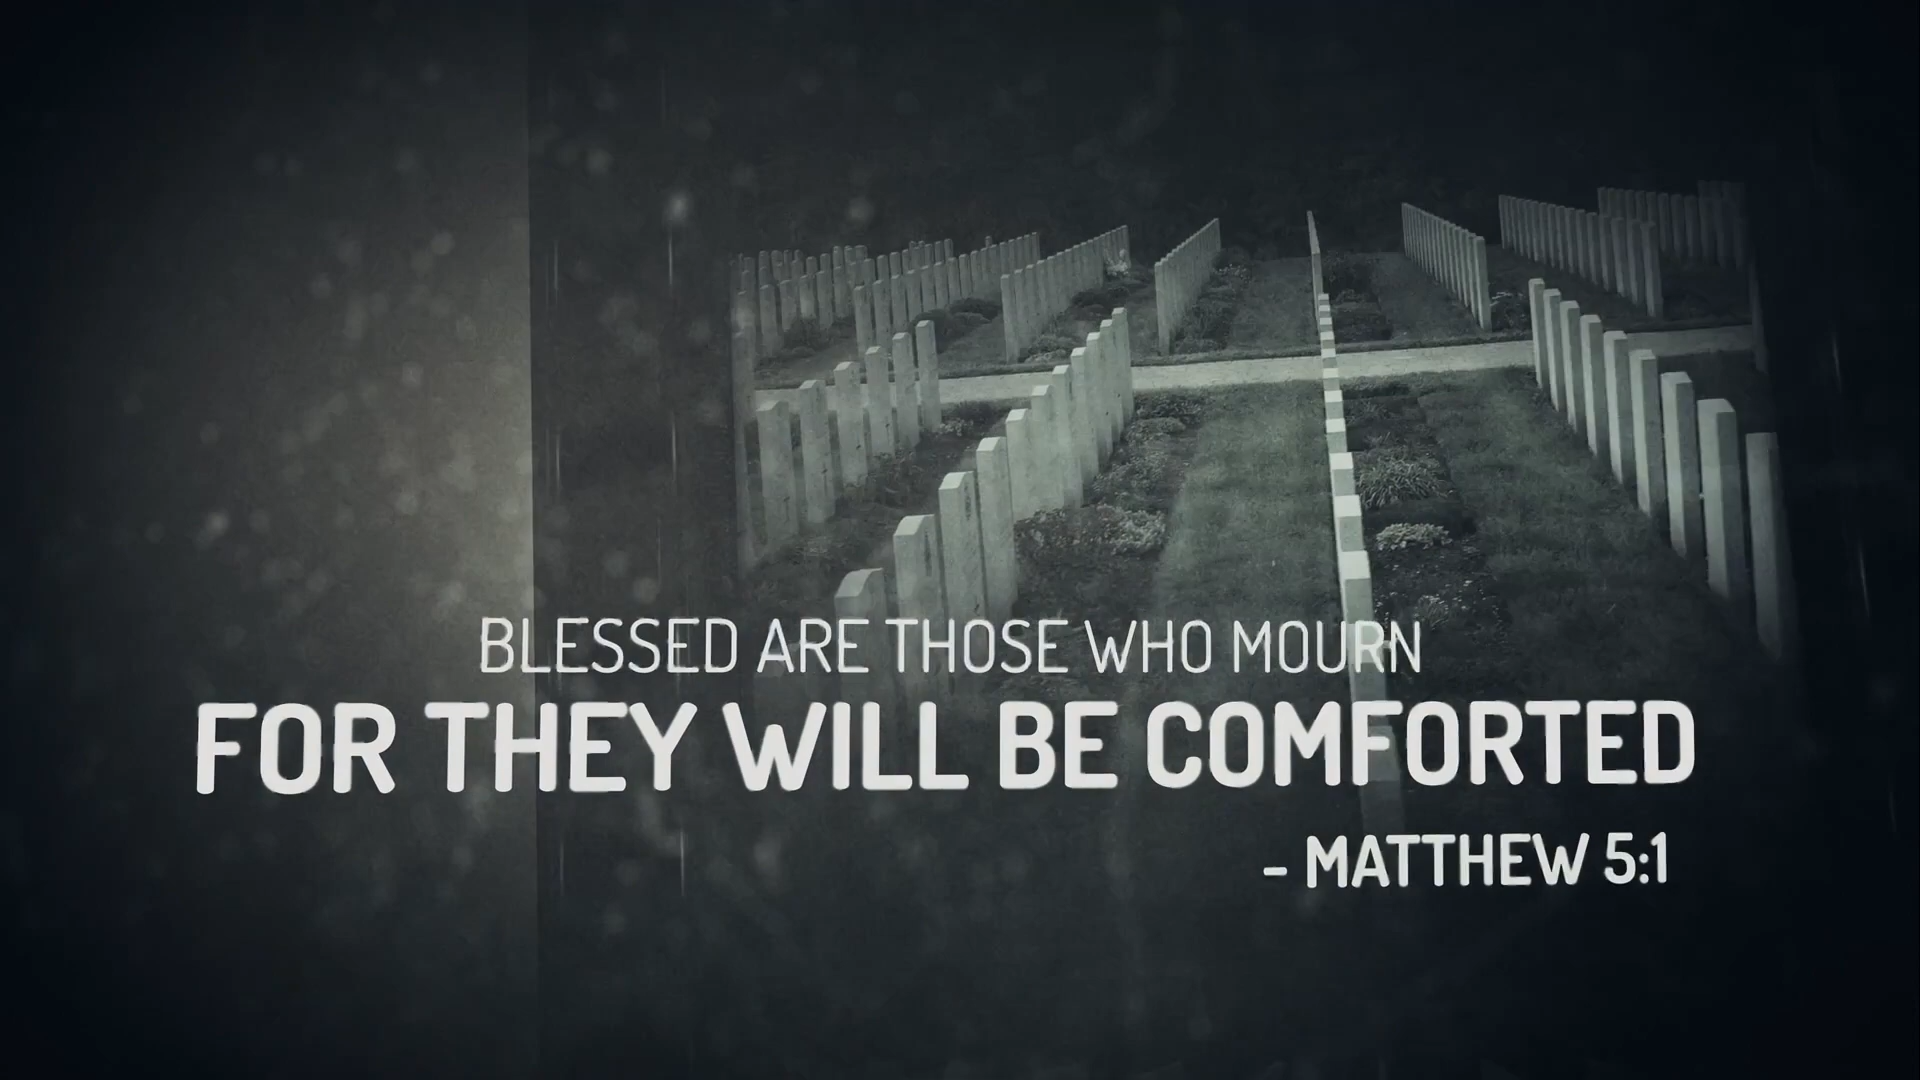 BLESSED ARE THOSE WHO MOURN
FOR THEY WILL BE COMFORTED
- MATTHEW 5:1